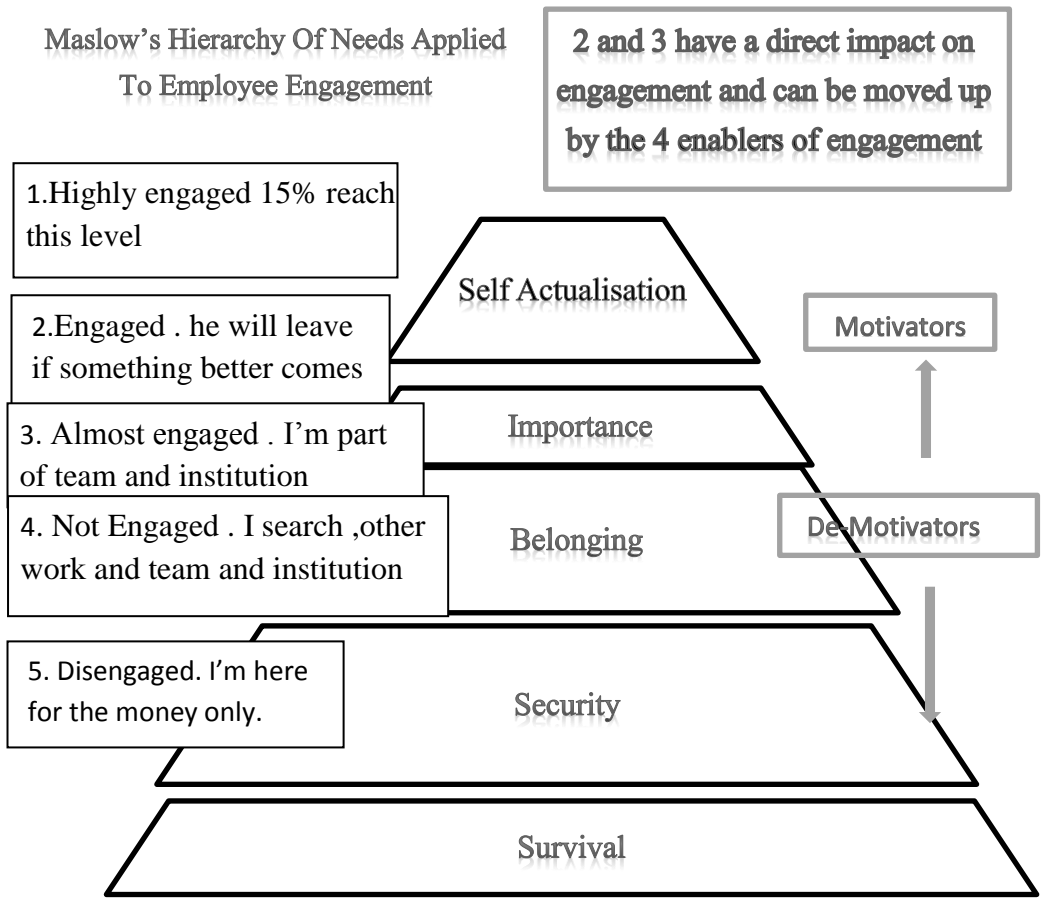 Maslow's Hierarchy Of Needs Applied
To Employee Engagement
2 and 3 have a direct impact on
engagement and can be moved up
by the 4 enablers of engagement
1.Highly engaged 15% reach
this level
Self Actualisation
2.Engaged . he will leave
if something better comes
Motivators
3. Almost engaged . I'm part
of team and institution
Importance
4. Not Engaged . I search ,other
work and team and institution
Belonging
De-Motivators
5. Disengaged. I'm here
for the money only.
Security
Survival